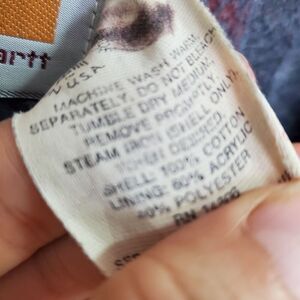 artt
U.S.A.
MACHINE WASH WARM
SEPARATELY. DO NOT BLEACH
TUMBLE DRY MEDIUM.
REMOVE PROMPTLY.
STEAM IRON (SHELL ONLY)
DESIRED.
SHELL: 100% COTTON
LINING: 60% ACRYLIC
40% POLYESTER
RN